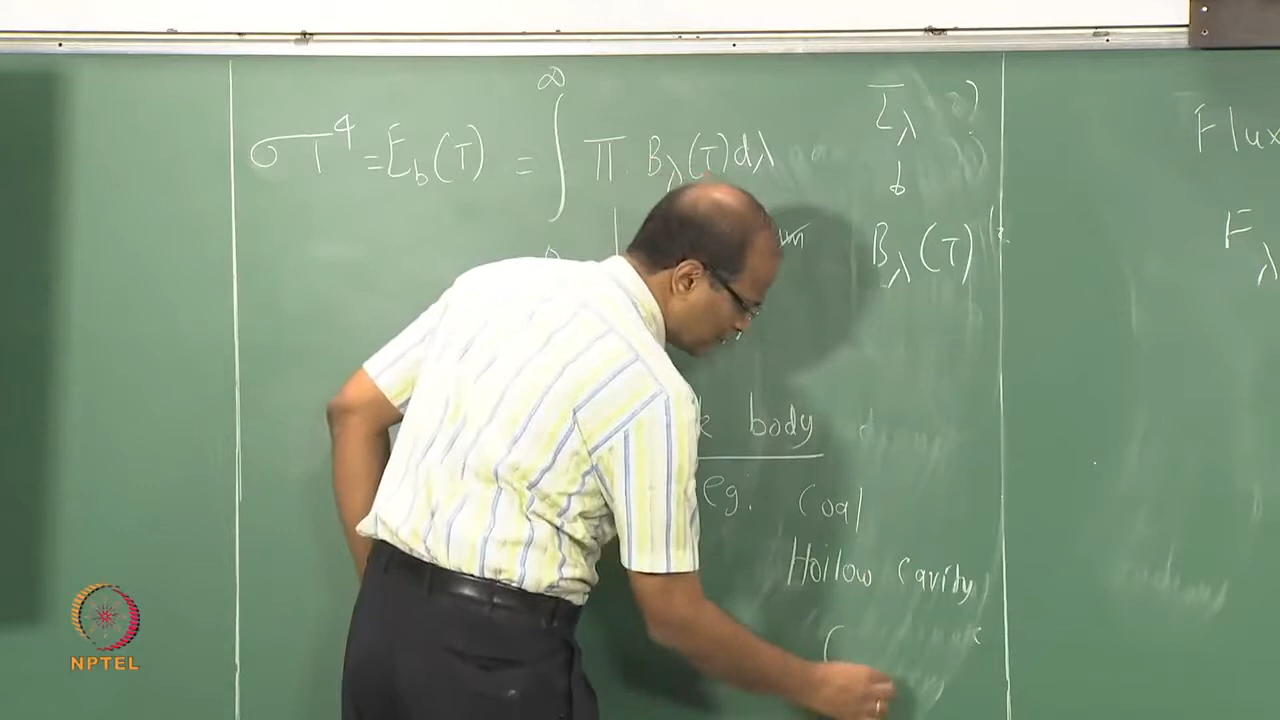 σT⁴ = E_b(T) = ∫₀^∞ π. B_λ(T)dλ
I_λ
b
B_λ(T)
body
eg. Coal
Hollow cavity
Flux
F_λ
NPTEL